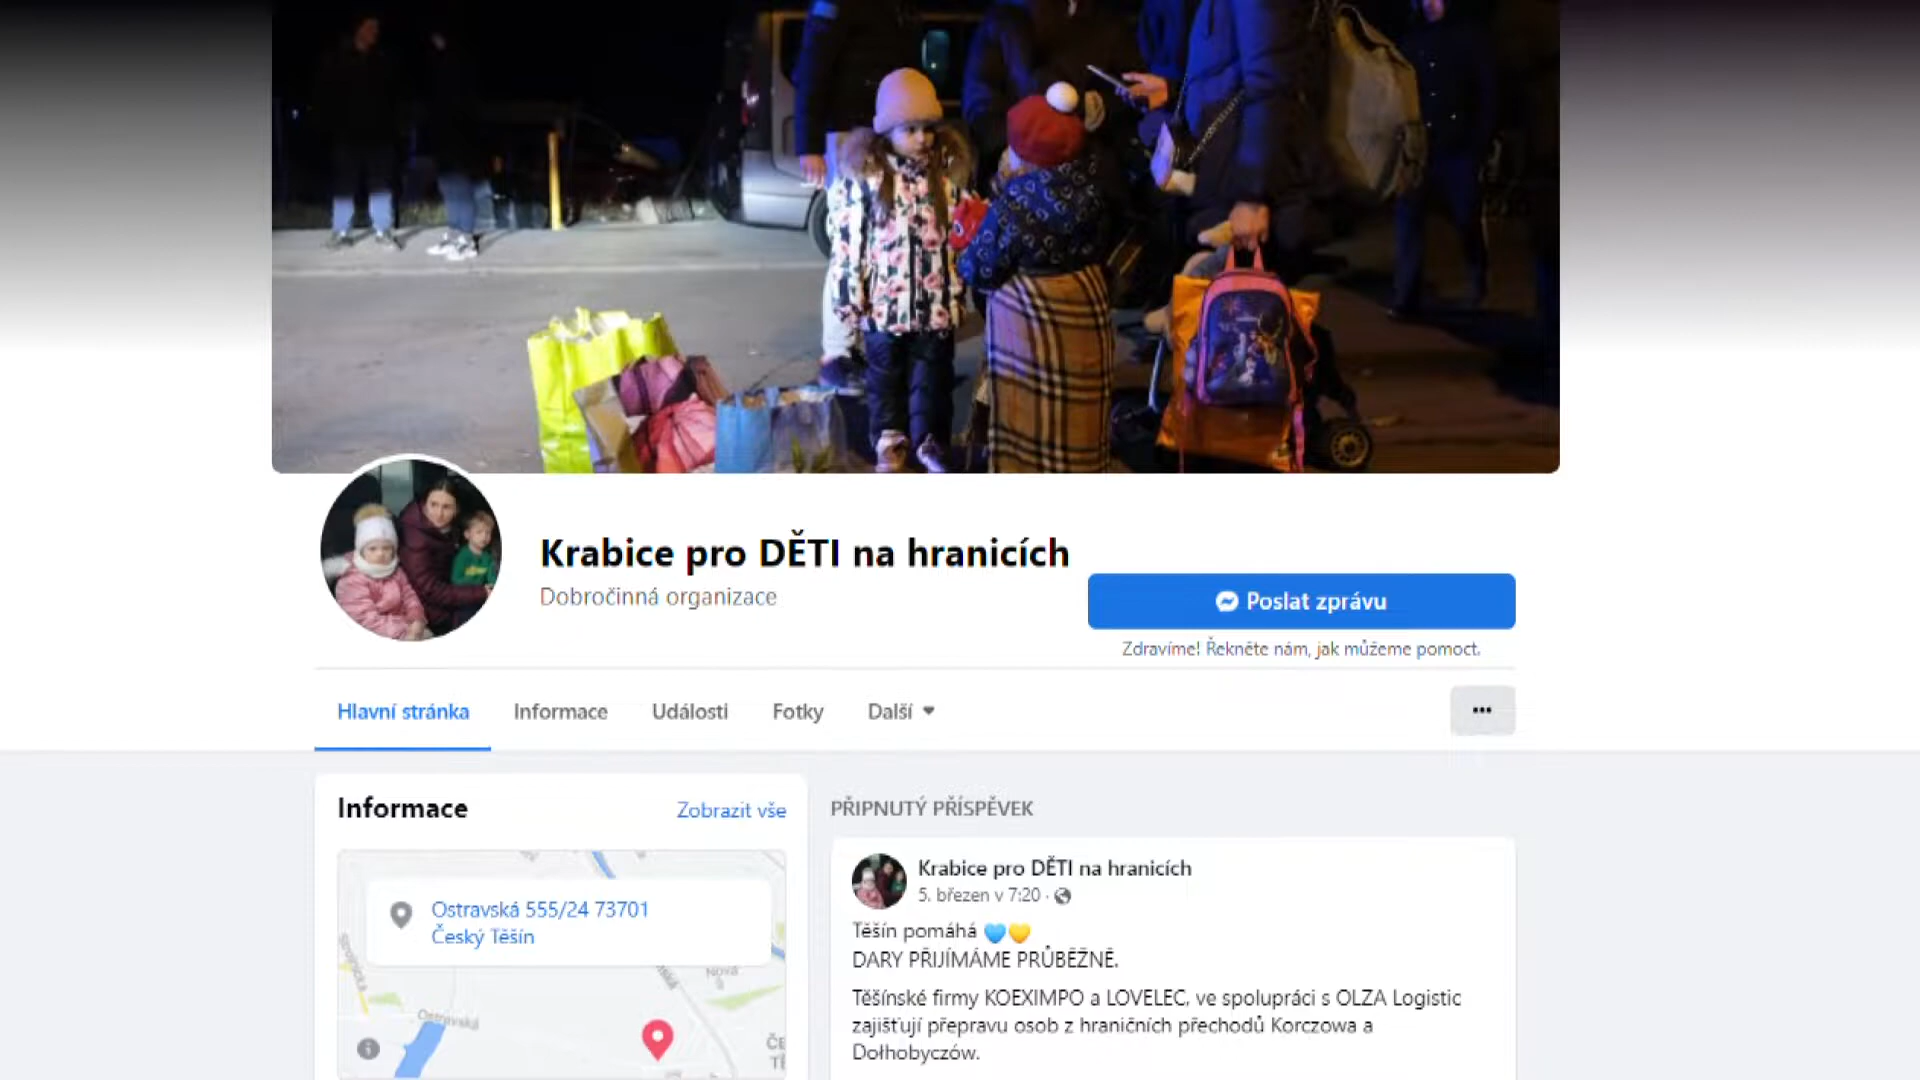 Krabice pro DĚTI na hranicích
Dobročinná organizace
Poslat zprávu
Zdravíme! Řekněte nám, jak můžeme pomoct.
Hlavní stránka
Informace
Události
Fotky
Další
Informace
Zobrazit vše
Ostravská 555/24 73701
Český Těšín
Nová
Ostravská
PŘIPNUTÝ PŘÍSPĚVEK
Krabice pro DĚTI na hranicích
5. březen v 7:20 ·
Těšín pomáhá 💙💛
DARY PŘIJÍMÁME PRŮBĚŽNĚ.
Těšínské firmy KOEXIMPO a LOVELEC, ve spolupráci s OLZA Logistic
zajišťují přepravu osob z hraničních přechodů Korczowa a
Dołhobyczów.